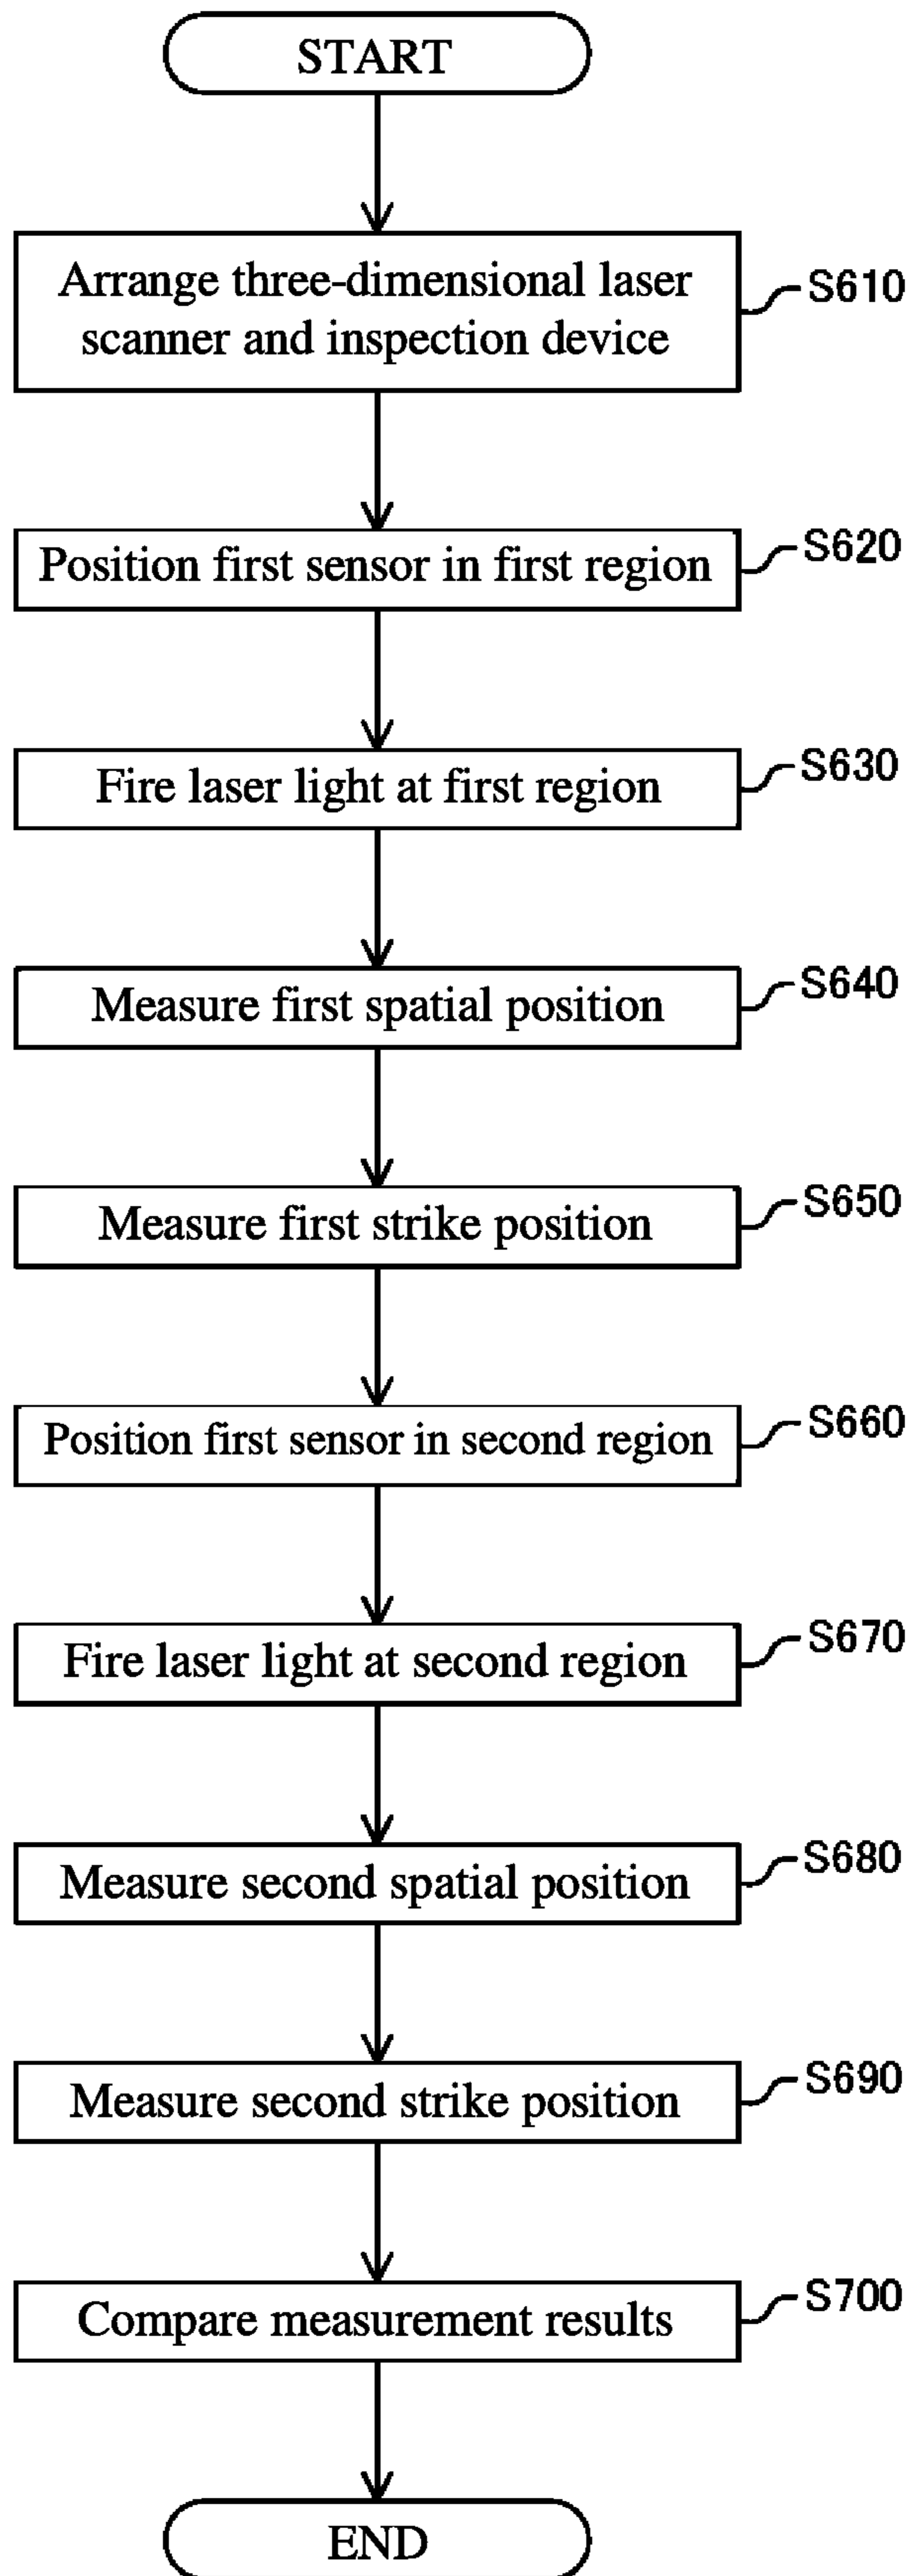 START
Arrange three-dimensional laser
scanner and inspection device
S610
Position first sensor in first region
S620
Fire laser light at first region
S630
Measure first spatial position
S640
Measure first strike position
S650
Position first sensor in second region
S660
Fire laser light at second region
S670
Measure second spatial position
S680
Measure second strike position
S690
Compare measurement results
S700
END